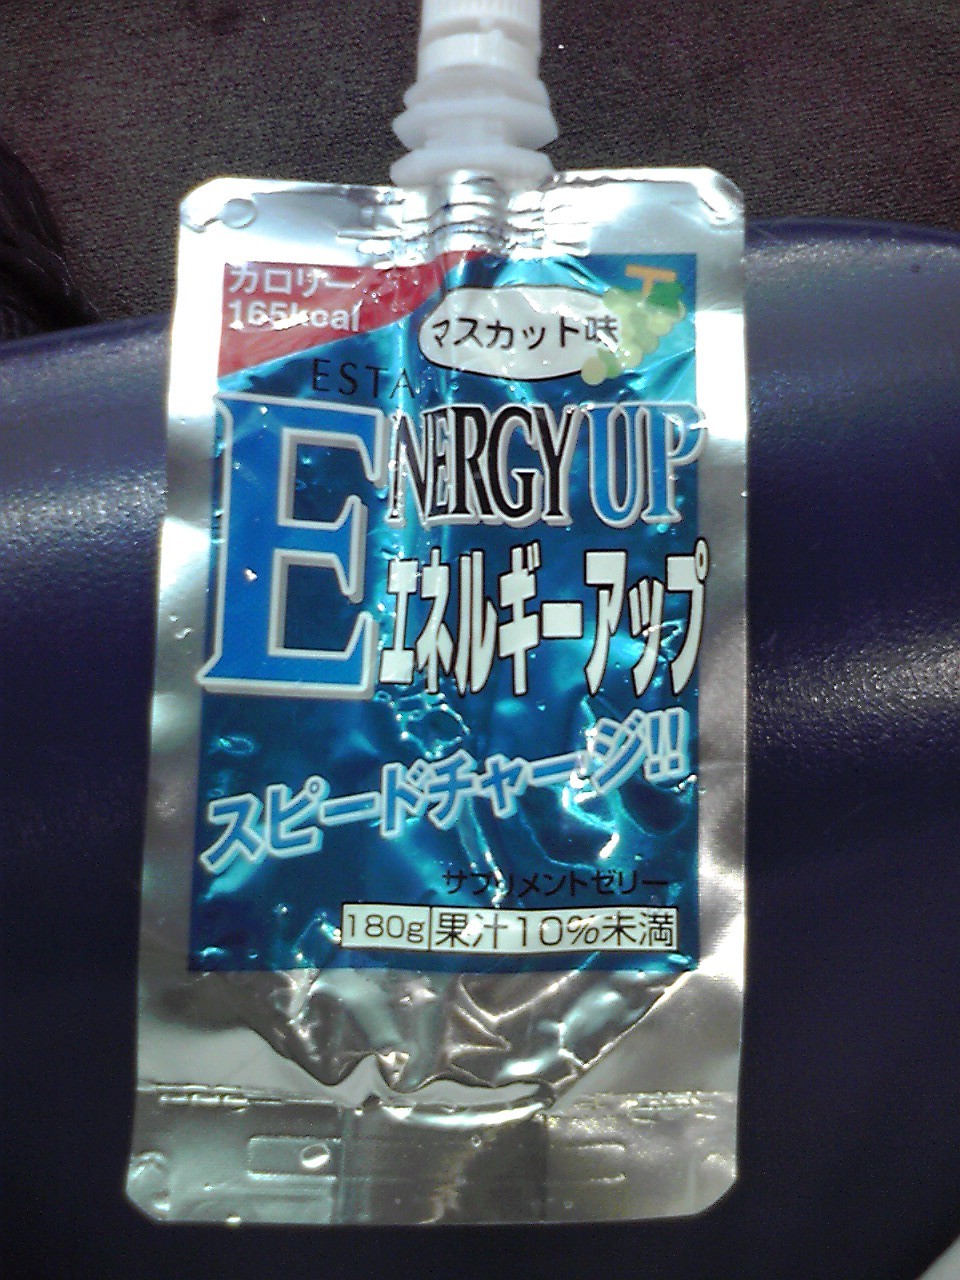 カロリー
165kcal
マスカット味
ESTA
ENERGY UP
エネルギーアップ
スピードチャージ!!
サプリメントゼリー
180g 果汁10%未満